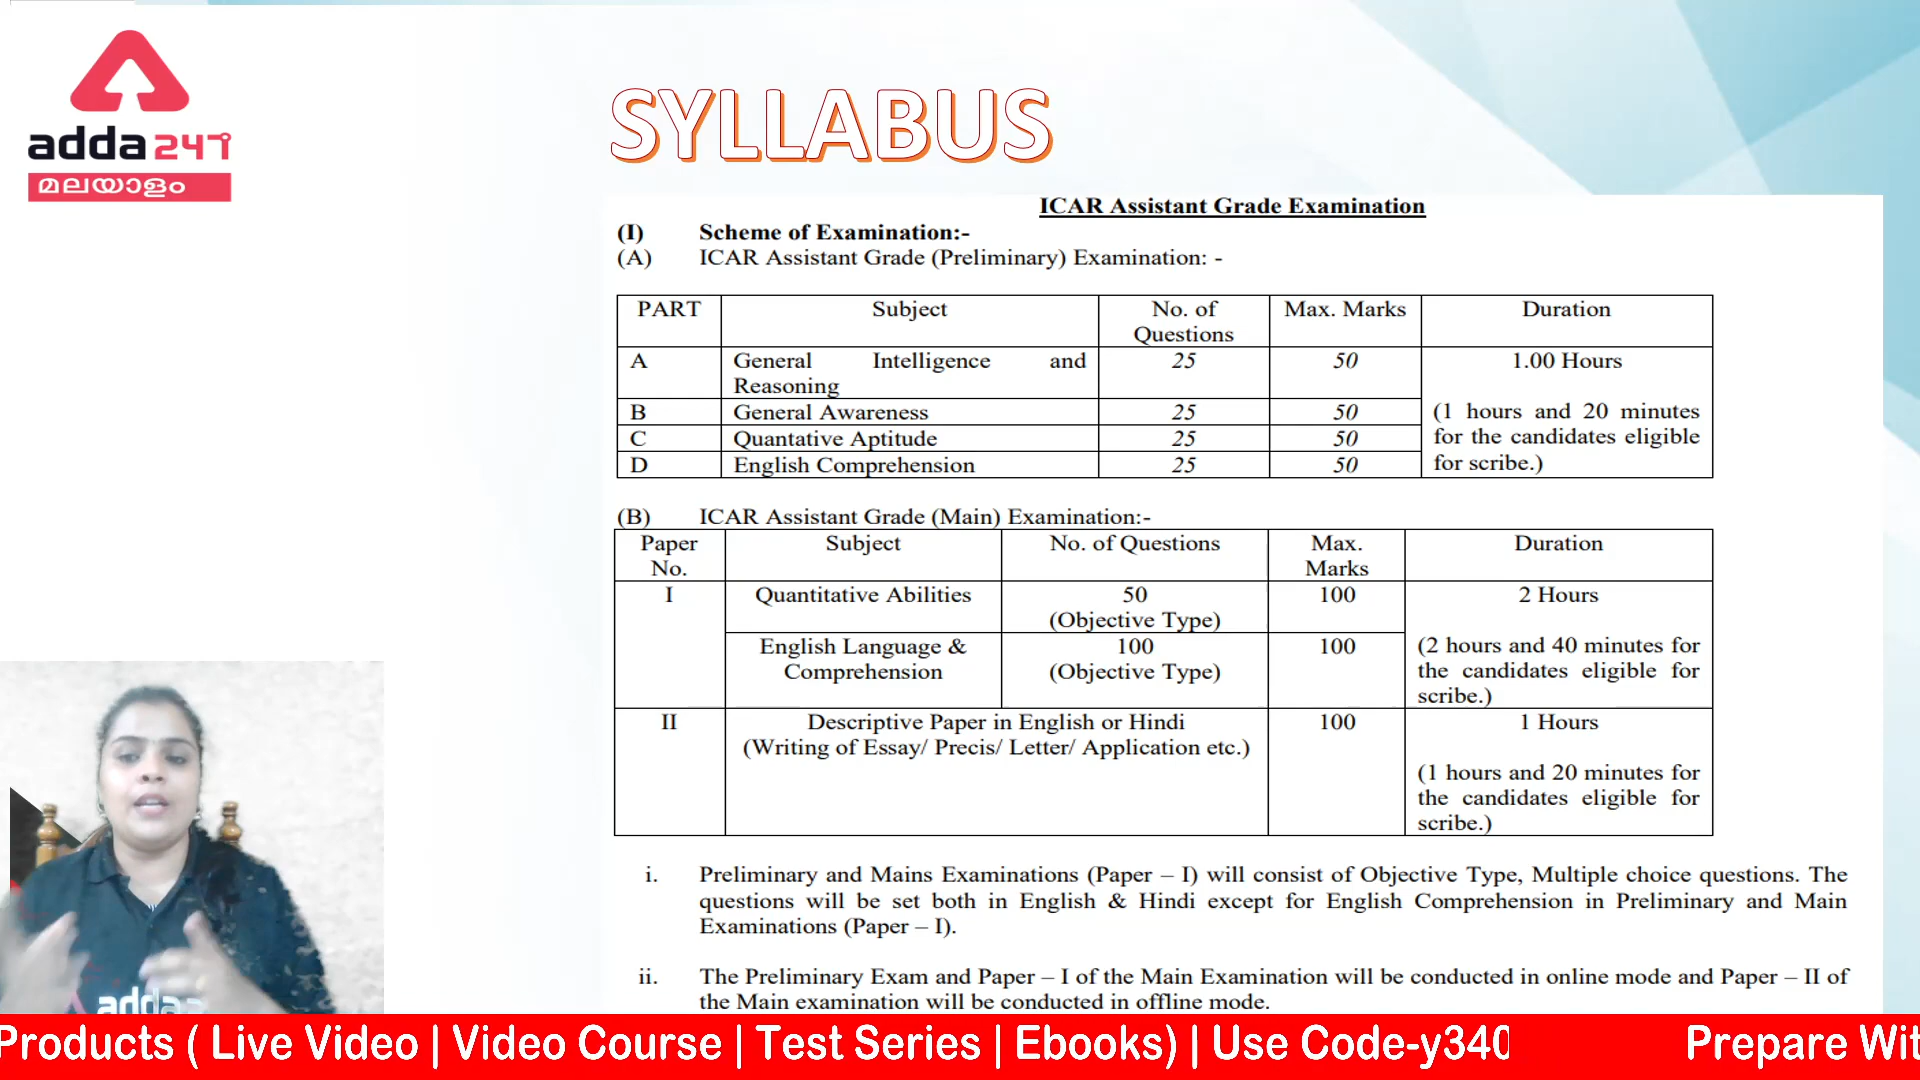 adda247
മലയാളം
SYLLABUS
ICAR Assistant Grade Examination
(I) Scheme of Examination:-
(A) ICAR Assistant Grade (Preliminary) Examination: -
PART Subject No. of Questions Max. Marks Duration
A General Intelligence and Reasoning 25 50 1.00 Hours
B General Awareness 25 50 (1 hours and 20 minutes
C Quantative Aptitude 25 50 for the candidates eligible
D English Comprehension 25 50 for scribe.)
(B) ICAR Assistant Grade (Main) Examination:-
Paper No. Subject No. of Questions Max. Marks Duration
I Quantitative Abilities 50 100 2 Hours
(Objective Type)
English Language & 100 100 (2 hours and 40 minutes for
Comprehension (Objective Type) the candidates eligible for
scribe.)
II Descriptive Paper in English or Hindi 100 1 Hours
(Writing of Essay/ Precis/ Letter/ Application etc.)
(1 hours and 20 minutes for
the candidates eligible for
scribe.)
i. Preliminary and Mains Examinations (Paper – I) will consist of Objective Type, Multiple choice questions. The
questions will be set both in English & Hindi except for English Comprehension in Preliminary and Main
Examinations (Paper – I).
ii. The Preliminary Exam and Paper – I of the Main Examination will be conducted in online mode and Paper – II of
the Main examination will be conducted in offline mode.
adda
Products ( Live Video | Video Course | Test Series | Ebooks) | Use Code-y340 Prepare Wit